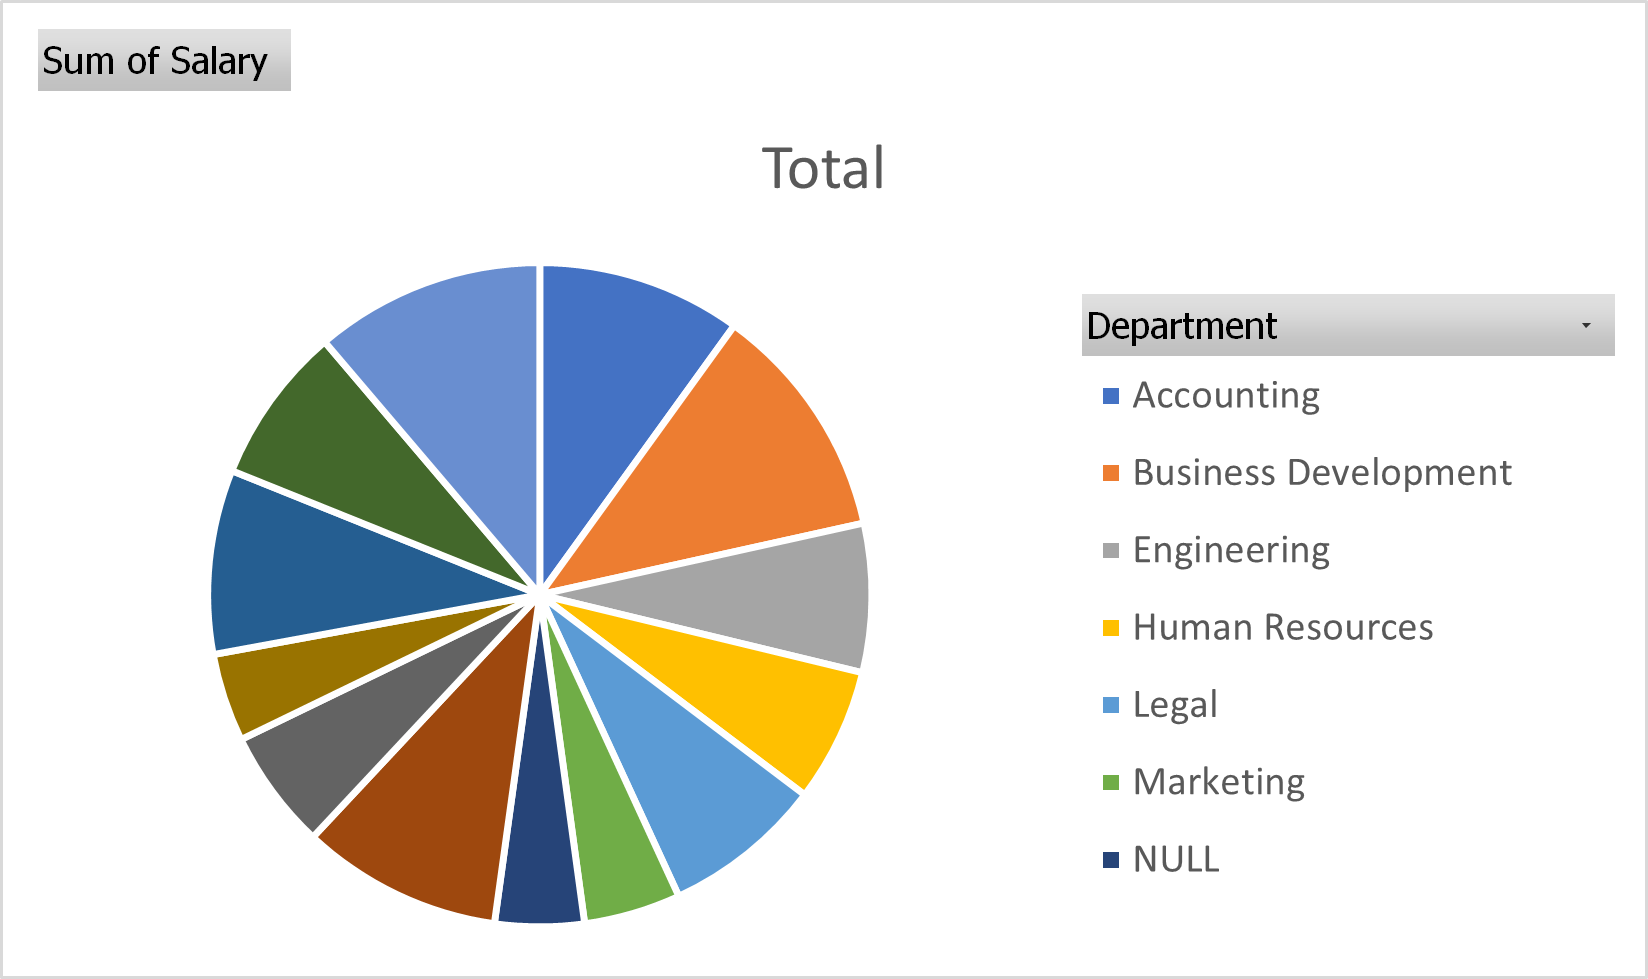 Sum of Salary
Total
Department
Accounting
Business Development
Engineering
Human Resources
Legal
Marketing
NULL